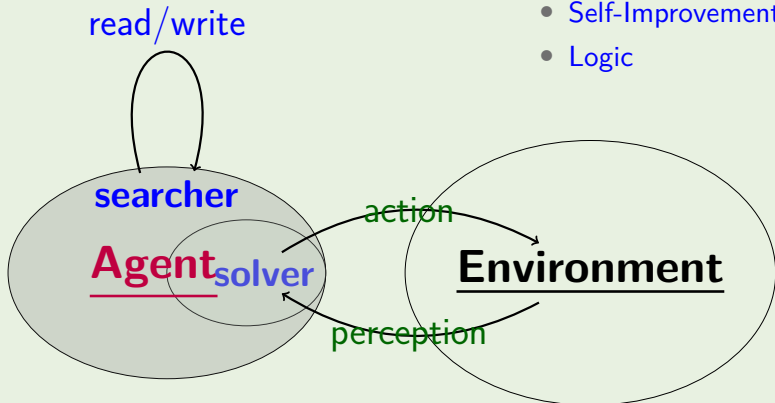 • Self-Improvement
• Logic
read/write
searcher
action
Agent
solver
Environment
perception